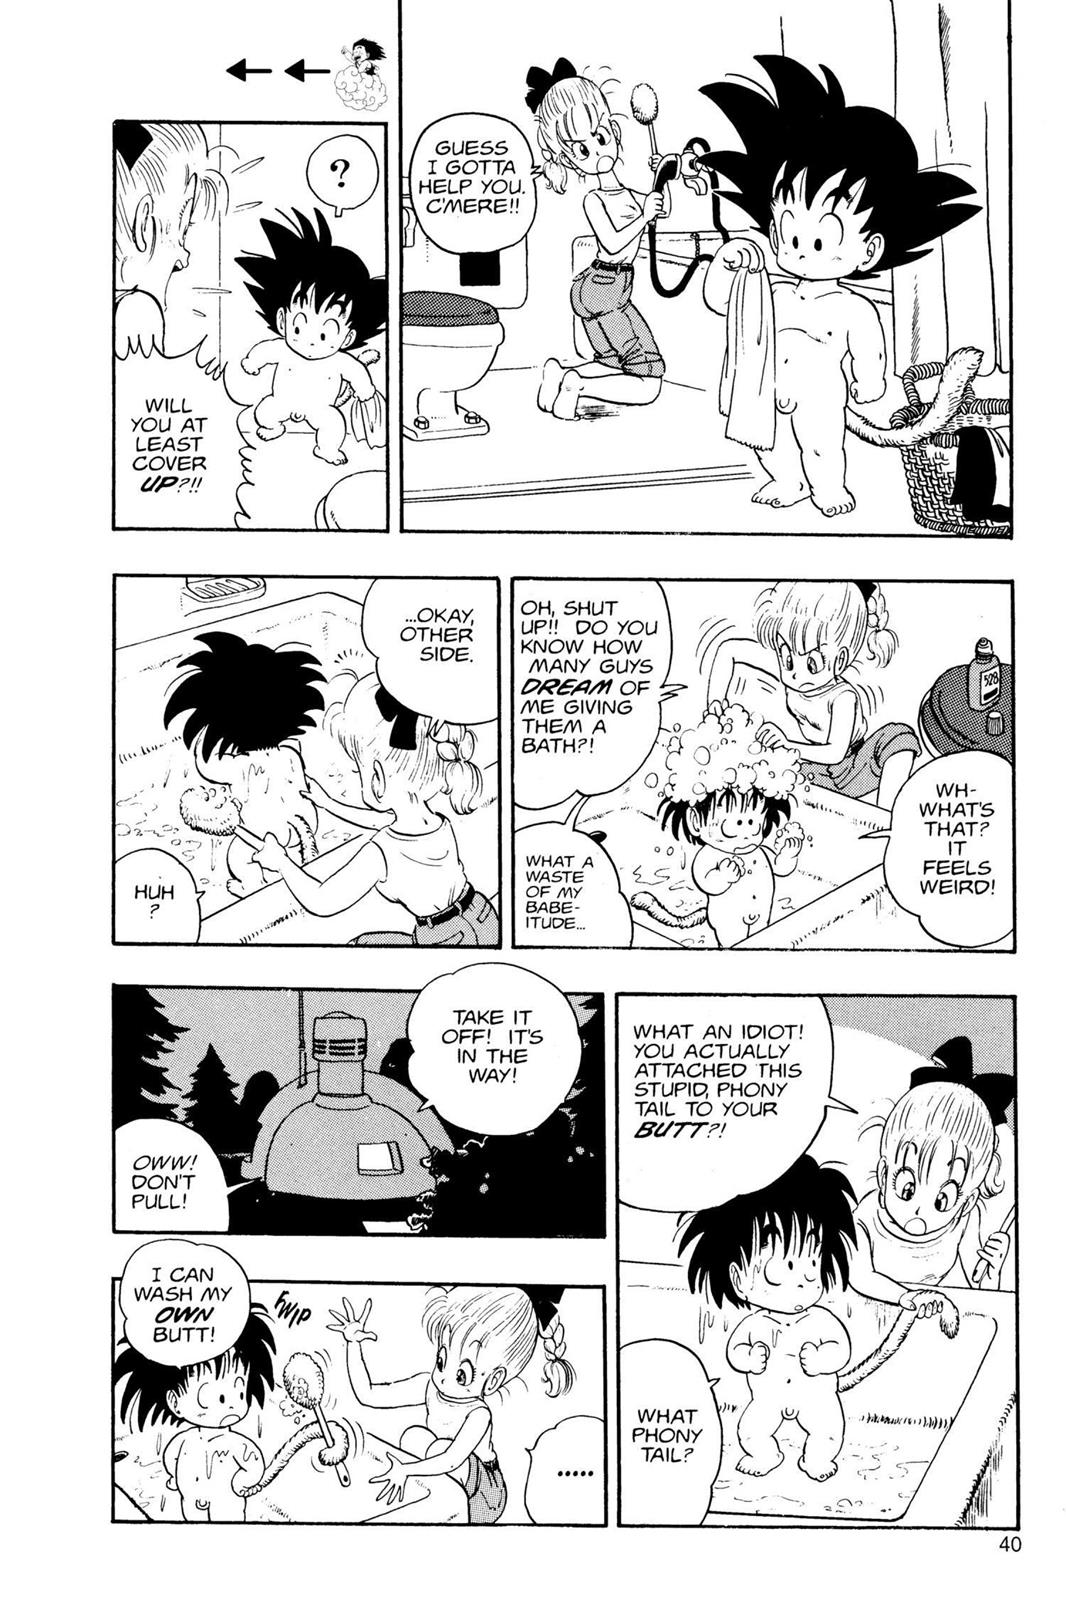 GUESS
I GOTTA
HELP YOU.
C'MERE!!
?
WILL
YOU AT
LEAST
COVER
UP?!!
OH, SHUT
UP!! DO YOU
KNOW HOW
MANY GUYS
DREAM OF
ME GIVING
THEM A
BATH?!
528
WH-
WHAT'S
THAT?
IT
FEELS
WEIRD!
WHAT A
WASTE
OF MY
BABE-
ITUDE...
...OKAY,
OTHER
SIDE.
HUH
?
WHAT AN IDIOT!
YOU ACTUALLY
ATTACHED THIS
STUPID, PHONY
TAIL TO YOUR
BUTT?!
WHAT
PHONY
TAIL?
TAKE IT
OFF! IT'S
IN THE
WAY!
OWW!
DON'T
PULL!
I CAN
WASH MY
OWN
BUTT!
FWIP
.....
40